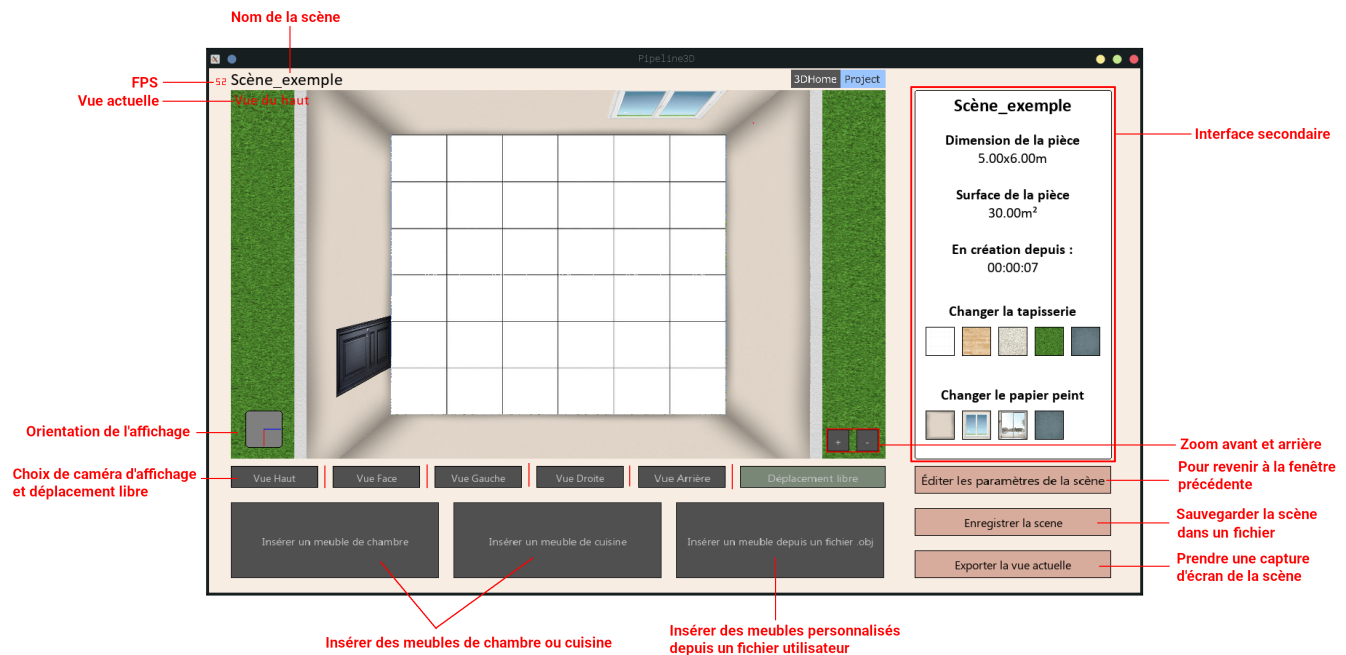 Nom de la scène
Pipeline3D
FPS
52
Scène_exemple
3DHome
Project
Vue actuelle
Vue du haut
Scène_exemple
Dimension de la pièce
5.00x6.00m
Surface de la pièce
30.00m²
En création depuis :
00:00:07
Changer la tapisserie
Changer le papier peint
Interface secondaire
Orientation de l'affichage
+
-
Zoom avant et arrière
Choix de caméra d'affichage
et déplacement libre
Vue Haut
Vue Face
Vue Gauche
Vue Droite
Vue Arrière
Déplacement libre
Éditer les paramètres de la scène
Pour revenir à la fenêtre
précédente
Insérer un meuble de chambre
Insérer un meuble de cuisine
Insérer un meuble depuis un fichier .obj
Enregistrer la scene
Sauvegarder la scène
dans un fichier
Exporter la vue actuelle
Prendre une capture
d'écran de la scène
Insérer des meubles de chambre ou cuisine
Insérer des meubles personnalisés
depuis un fichier utilisateur